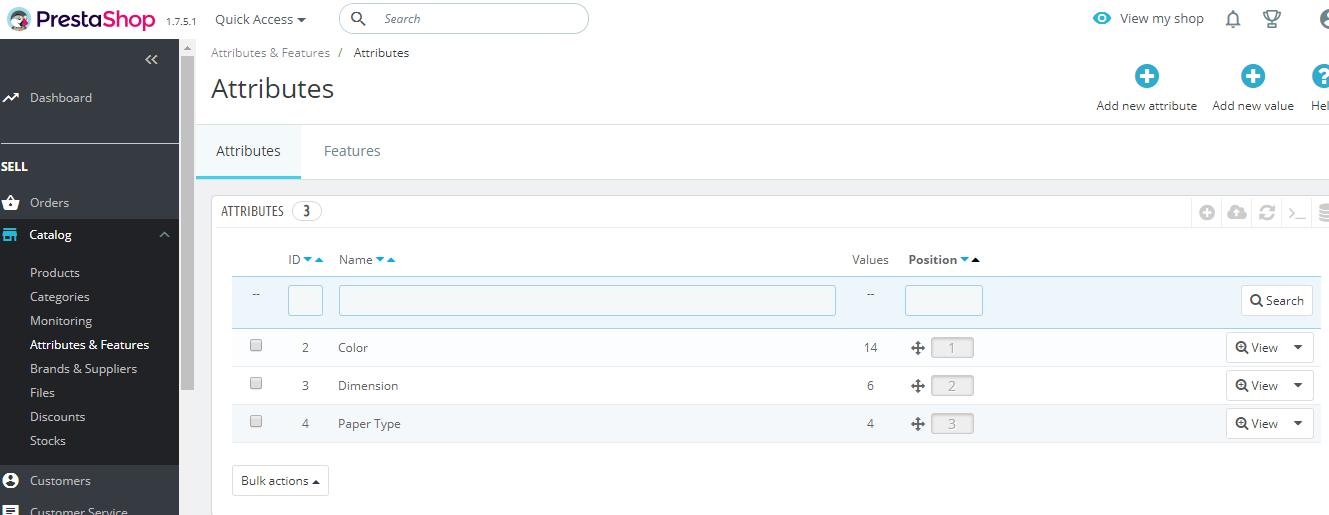 PrestaShop 1.7.5.1 Quick Access Search View my shop
Attributes & Features / Attributes
Attributes
Add new attribute Add new value Hel
Dashboard
Attributes Features
SELL
Orders
Catalog
Products
Categories
Monitoring
Attributes & Features
Brands & Suppliers
Files
Discounts
Stocks
Customers
Customer Service
ATTRIBUTES 3
ID Name Values Position
-- -- Search
2 Color 14 1 View
3 Dimension 6 2 View
4 Paper Type 4 3 View
Bulk actions